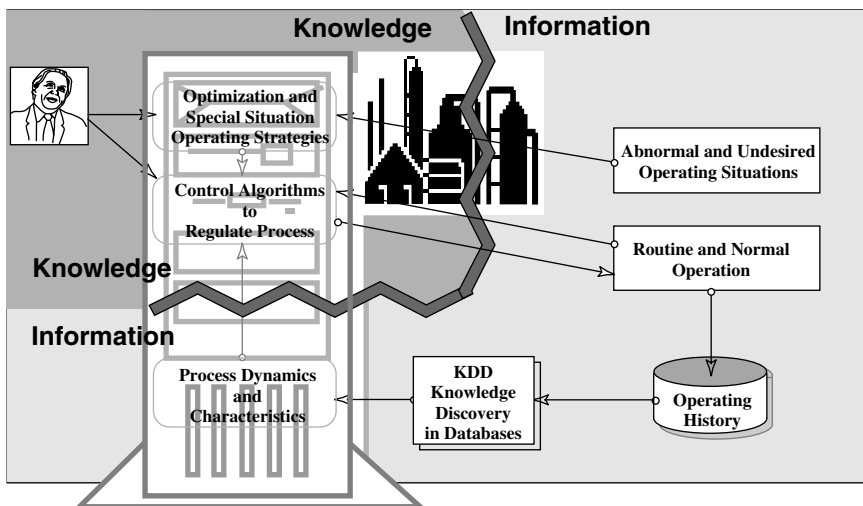 Knowledge
Information
Optimization and
Special Situation
Operating Strategies
Abnormal and Undesired
Operating Situations
Control Algorithms
to
Regulate Process
Routine and Normal
Operation
Knowledge
Information
Process Dynamics
and
Characteristics
KDD
Knowledge
Discovery
in Databases
Operating
History